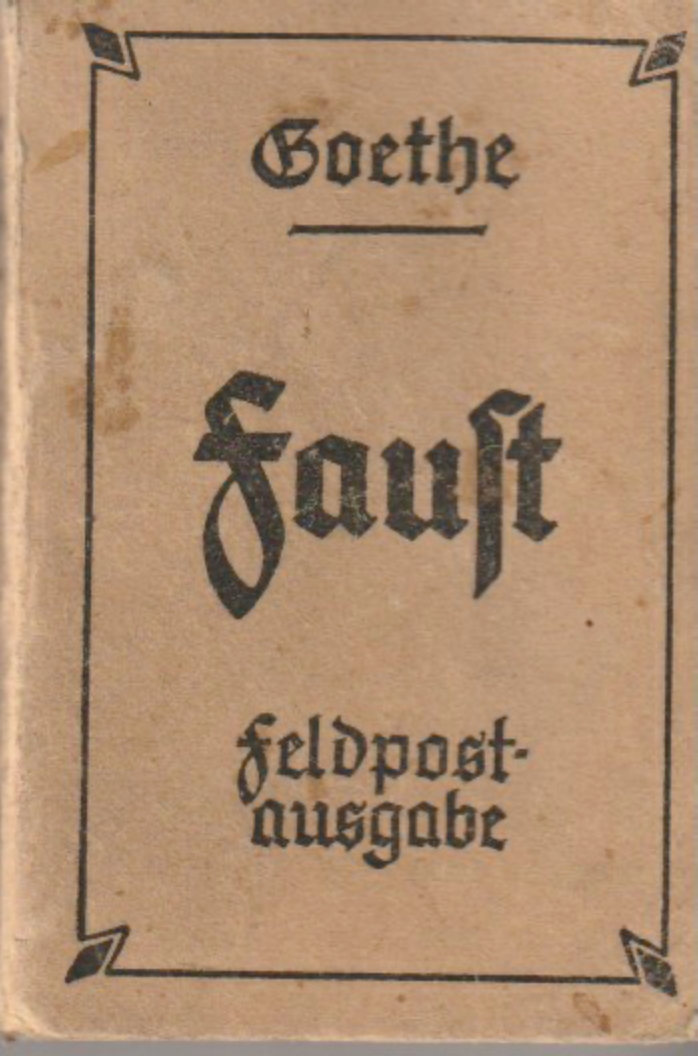 Goethe
Fauſt
Feldpost-
ausgabe